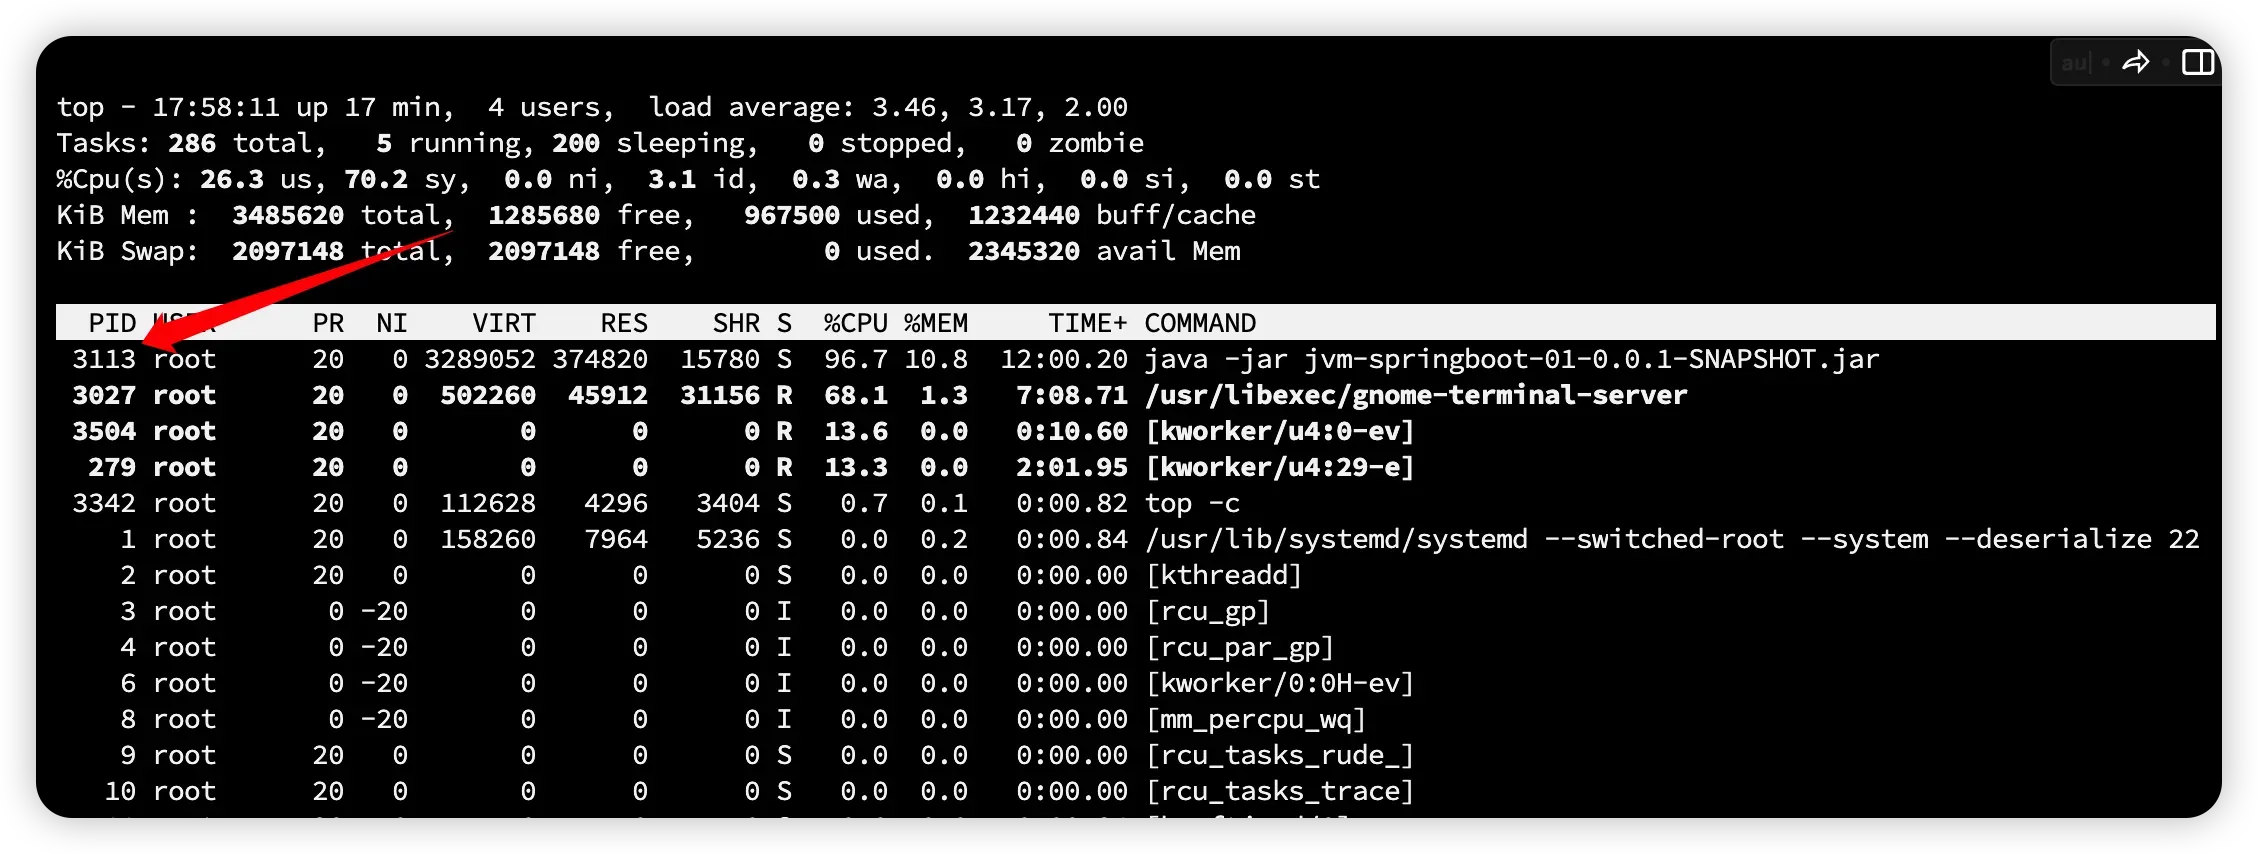 top - 17:58:11 up 17 min,  4 users,  load average: 3.46, 3.17, 2.00
Tasks: 286 total,   5 running, 200 sleeping,   0 stopped,   0 zombie
%Cpu(s): 26.3 us, 70.2 sy,  0.0 ni,  3.1 id,  0.3 wa,  0.0 hi,  0.0 si,  0.0 st
KiB Mem :  3485620 total,  1285680 free,   967500 used,  1232440 buff/cache
KiB Swap:  2097148 total,  2097148 free,        0 used.  2345320 avail Mem
PID USER      PR  NI    VIRT    RES    SHR S  %CPU %MEM     TIME+ COMMAND
3113 root      20   0 3289052 374820  15780 S  96.7 10.8  12:00.20 java -jar jvm-springboot-01-0.0.1-SNAPSHOT.jar
3027 root      20   0  502260  45912  31156 R  68.1  1.3   7:08.71 /usr/libexec/gnome-terminal-server
3504 root      20   0       0      0      0 R  13.6  0.0   0:10.60 [kworker/u4:0-ev]
279 root      20   0       0      0      0 R  13.3  0.0   2:01.95 [kworker/u4:29-e]
3342 root      20   0  112628   4296   3404 S   0.7  0.1   0:00.82 top -c
1 root      20   0  158260   7964   5236 S   0.0  0.2   0:00.84 /usr/lib/systemd/systemd --switched-root --system --deserialize 22
2 root      20   0       0      0      0 S   0.0  0.0   0:00.00 [kthreadd]
3 root       0 -20       0      0      0 I   0.0  0.0   0:00.00 [rcu_gp]
4 root       0 -20       0      0      0 I   0.0  0.0   0:00.00 [rcu_par_gp]
6 root       0 -20       0      0      0 I   0.0  0.0   0:00.00 [kworker/0:0H-ev]
8 root       0 -20       0      0      0 I   0.0  0.0   0:00.00 [mm_percpu_wq]
9 root      20   0       0      0      0 S   0.0  0.0   0:00.00 [rcu_tasks_rude_]
10 root      20   0       0      0      0 S   0.0  0.0   0:00.00 [rcu_tasks_trace]